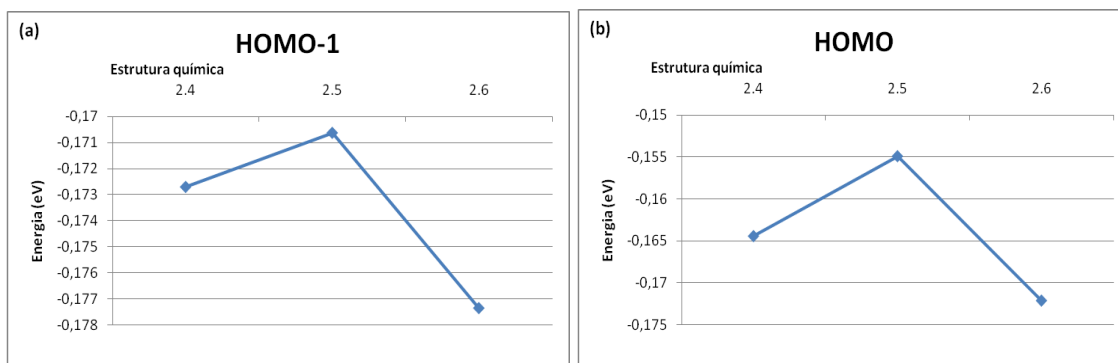 (a)
HOMO-1
Estrutura química
2.4 2.5 2.6
-0,17
-0,171
-0,172
-0,173
-0,174
-0,175
-0,176
-0,177
-0,178
Energia (eV)
(b)
HOMO
Estrutura química
2.4 2.5 2.6
-0,15
-0,155
-0,16
-0,165
-0,17
-0,175
Energia (eV)